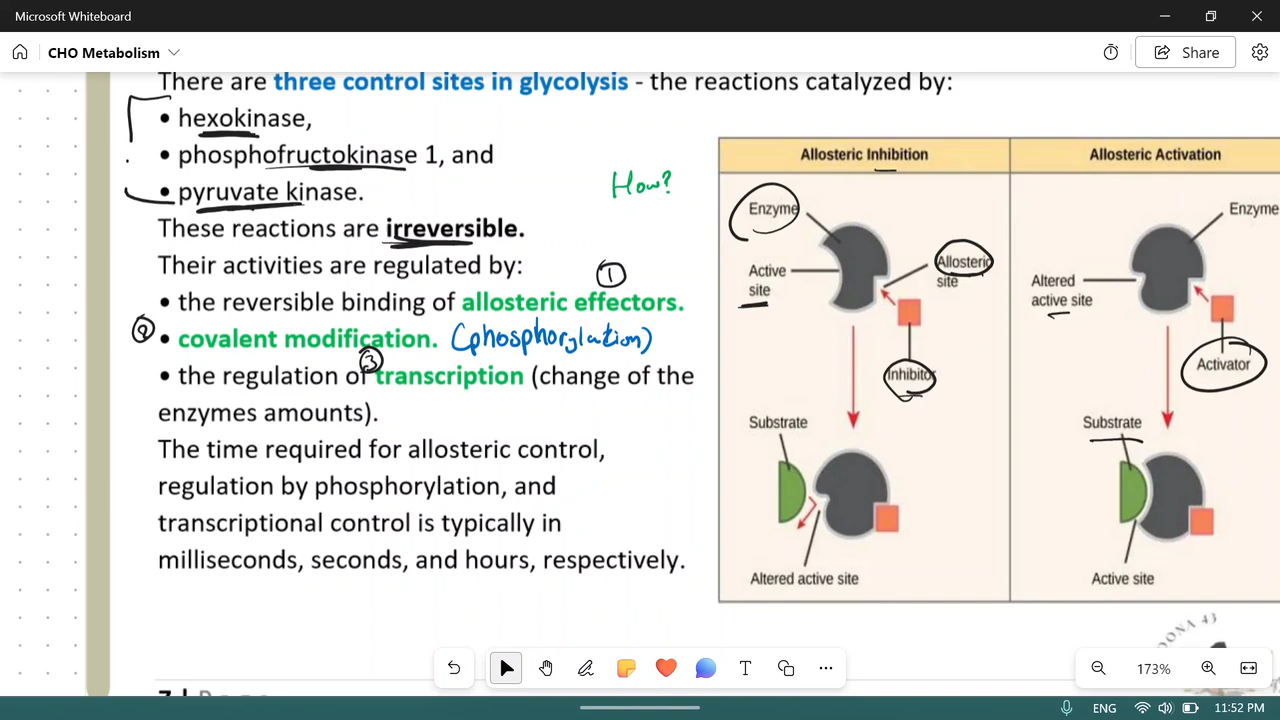 Microsoft Whiteboard
CHO Metabolism
Share
There are three control sites in glycolysis - the reactions catalyzed by:
• hexokinase,
• phosphofructokinase 1, and
• pyruvate kinase.
How?
These reactions are irreversible.
Their activities are regulated by:
①
• the reversible binding of allosteric effectors.
② • covalent modification. (phosphorylation)
③
• the regulation of transcription (change of the
enzymes amounts).
The time required for allosteric control,
regulation by phosphorylation, and
transcriptional control is typically in
milliseconds, seconds, and hours, respectively.
Allosteric Inhibition
Enzyme
Active
site
Allosteric
site
Inhibitor
Substrate
Altered active site
Allosteric Activation
Enzyme
Altered
active site
Activator
Substrate
Active site
DONA 43
173%
ENG
11:52 PM